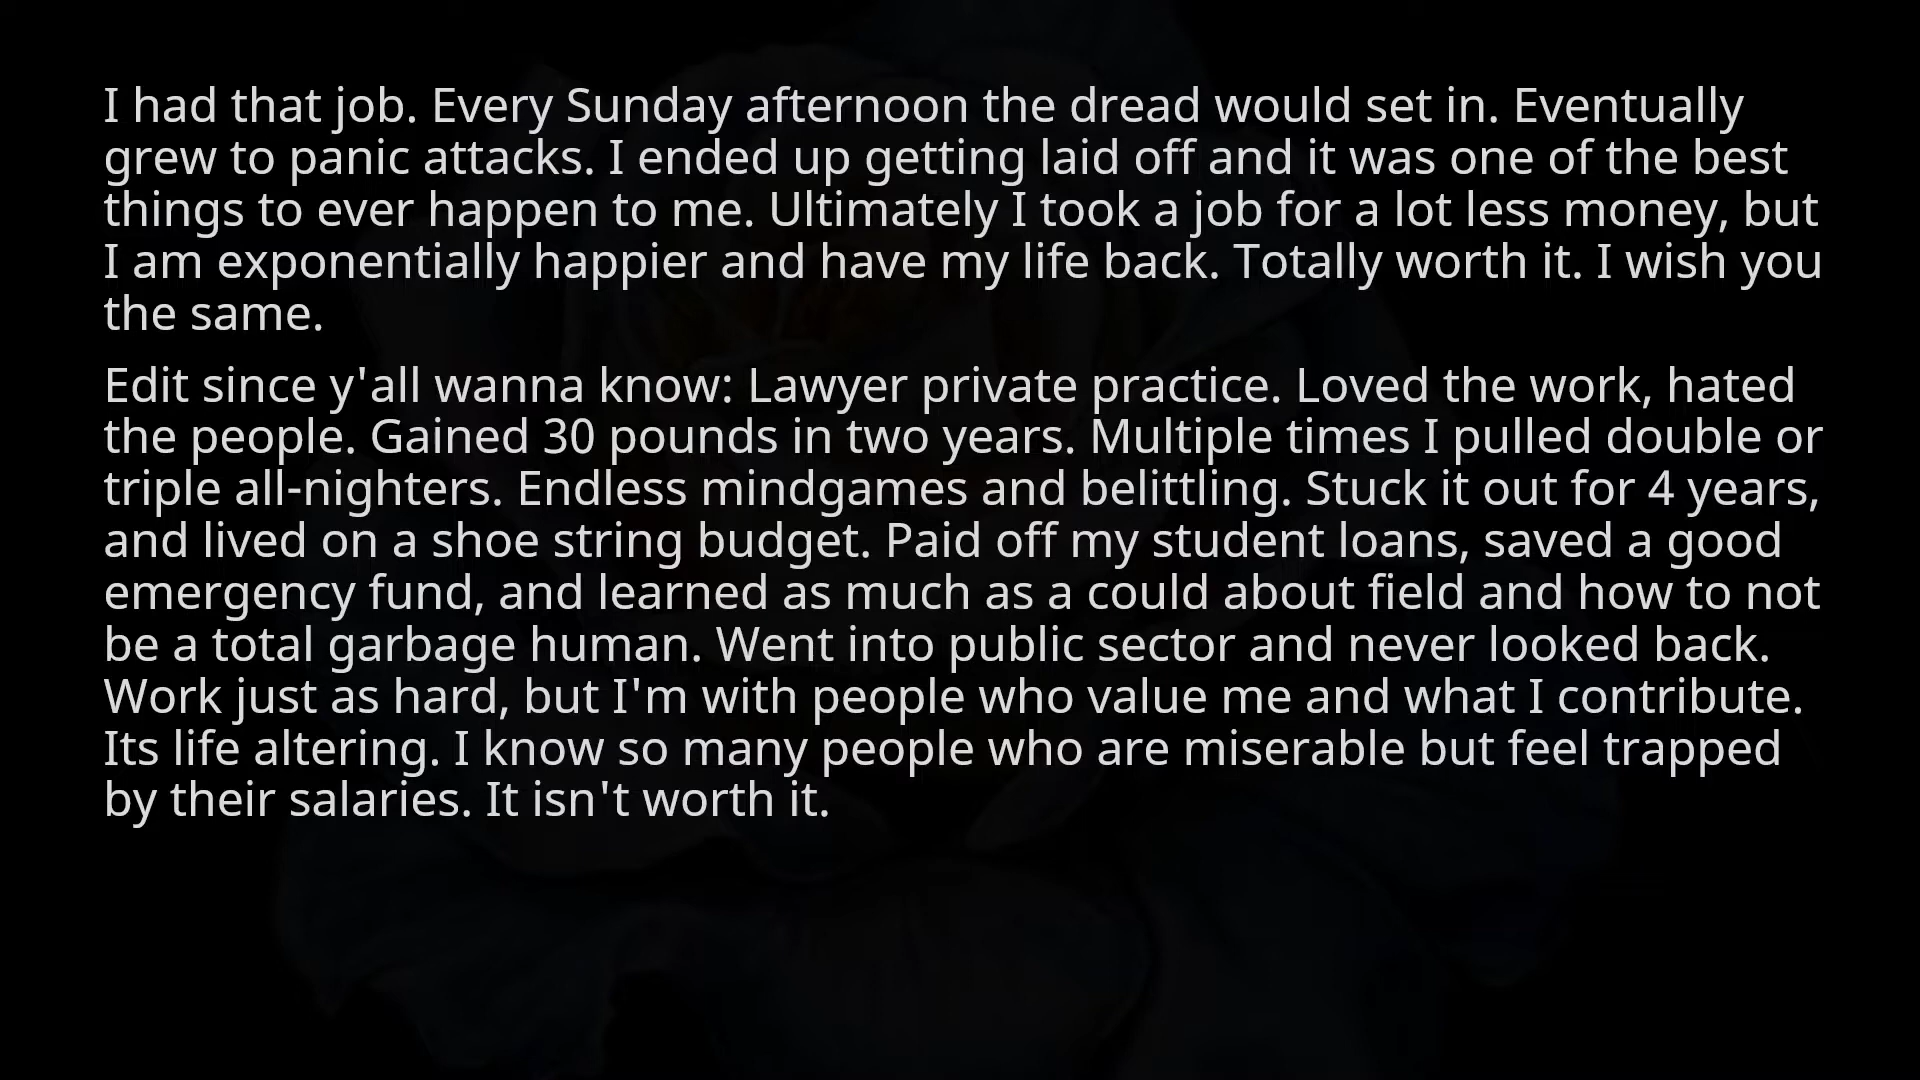 I had that job. Every Sunday afternoon the dread would set in. Eventually
grew to panic attacks. I ended up getting laid off and it was one of the best
things to ever happen to me. Ultimately I took a job for a lot less money, but
I am exponentially happier and have my life back. Totally worth it. I wish you
the same.
Edit since y'all wanna know: Lawyer private practice. Loved the work, hated
the people. Gained 30 pounds in two years. Multiple times I pulled double or
triple all-nighters. Endless mindgames and belittling. Stuck it out for 4 years,
and lived on a shoe string budget. Paid off my student loans, saved a good
emergency fund, and learned as much as a could about field and how to not
be a total garbage human. Went into public sector and never looked back.
Work just as hard, but I'm with people who value me and what I contribute.
Its life altering. I know so many people who are miserable but feel trapped
by their salaries. It isn't worth it.